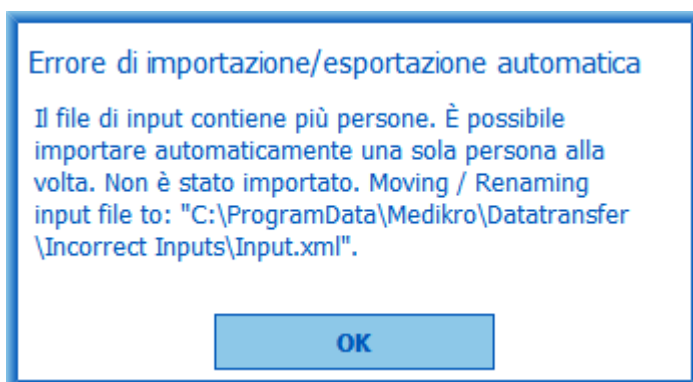 Errore di importazione/esportazione automatica
Il file di input contiene più persone. È possibile
importare automaticamente una sola persona alla
volta. Non è stato importato. Moving / Renaming
input file to: "C:\ProgramData\Medikro\Datatransfer
\Incorrect Inputs\Input.xml".
OK